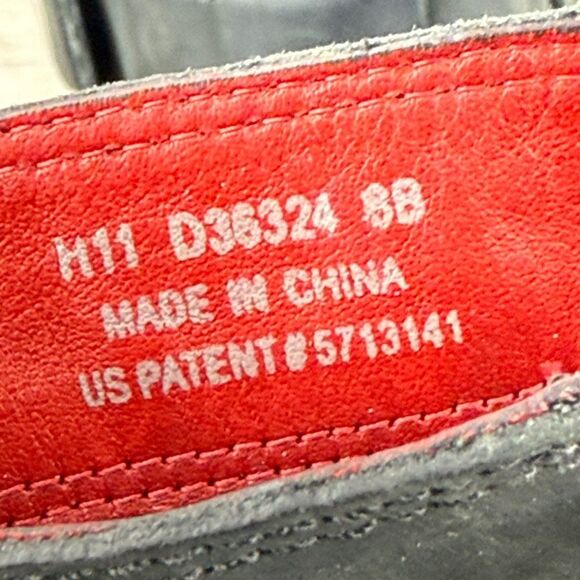 H11 D36324 8B
MADE IN CHINA
US PATENT # 5713141